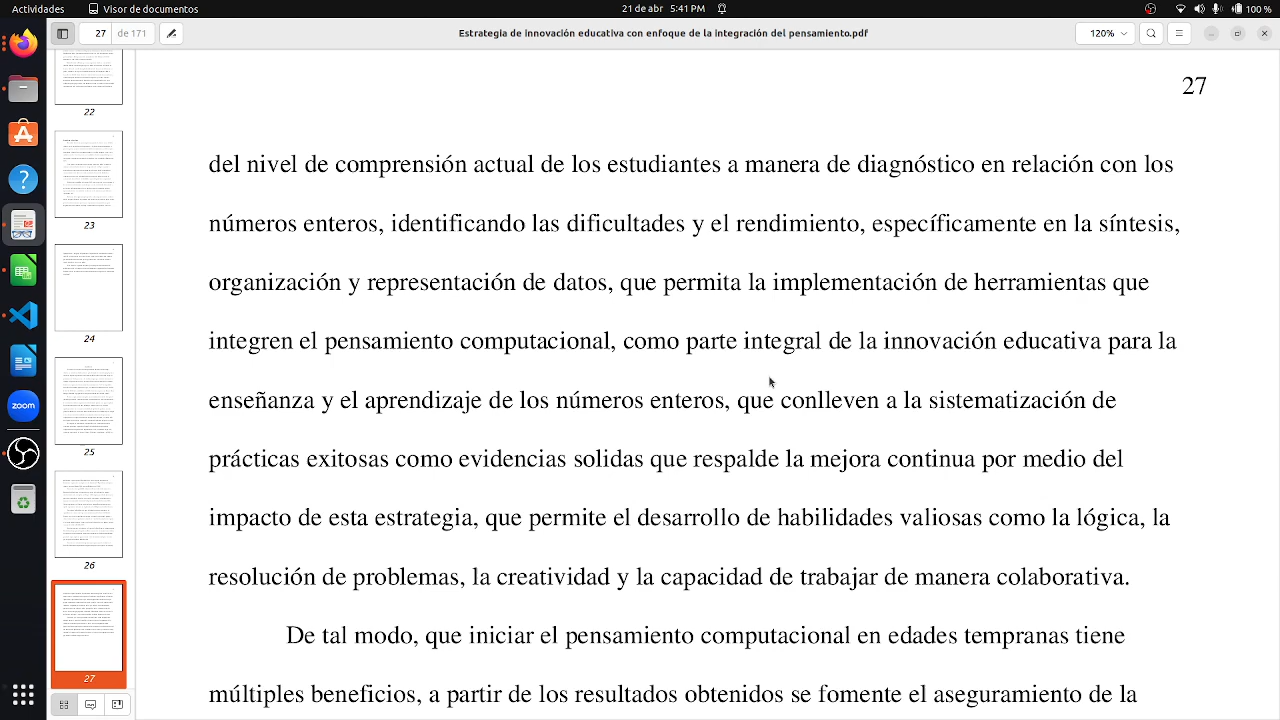 Actividades
Visor de documentos
21 de abr 5:41 PM
100 %
27 de 171
Estrategia de innovación educativa con enfoque de la integración del pensamiento.pdf
120%
22
23
24
25
26
27
27
del nivel de comprensión actual de los estudiantes a manera de diagnóstico en relación con los
números enteros, identificando las dificultades y el rendimiento, específicamente en la síntesis,
organización y representación de datos, que permita la implementación de herramientas que
integren el pensamiento computacional, como parte integral de la innovación educativa para la
enseñanza y el aprendizaje de los números enteros, que conlleven a la sistematización de
prácticas exitosas como evidencias solidas que respalde la mejora continua por medio del
impacto de esta estrategia, que permite el desarrollo de habilidades valiosas como la lógica, la
resolución de problemas, la creatividad y la capacidad de trabajar de manera colaborativa.
De tal modo, que iniciar el pensamiento computacional en edades tempranas tiene
múltiples beneficios, a partir de los resultados obtenidos se fomente el aseguramiento de la
zoom